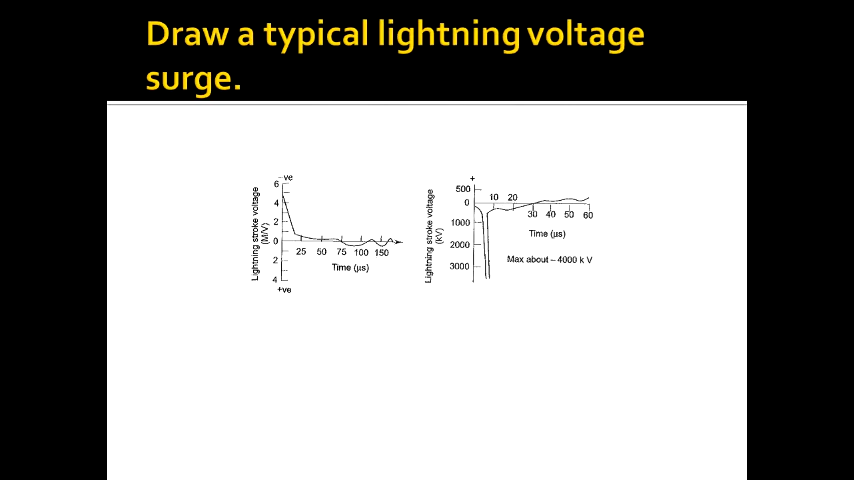 Draw a typical lightning voltage
surge.
–ve
6
4
2
0
2
4
+ve
Lightning stroke voltage
(M/V)
25 50 75 100 150
Time (µs)
+
500
0
1000
2000
3000
Lightning stroke voltage
(kV)
10 20
30 40 50 60
Time (µs)
Max about – 4000 k V